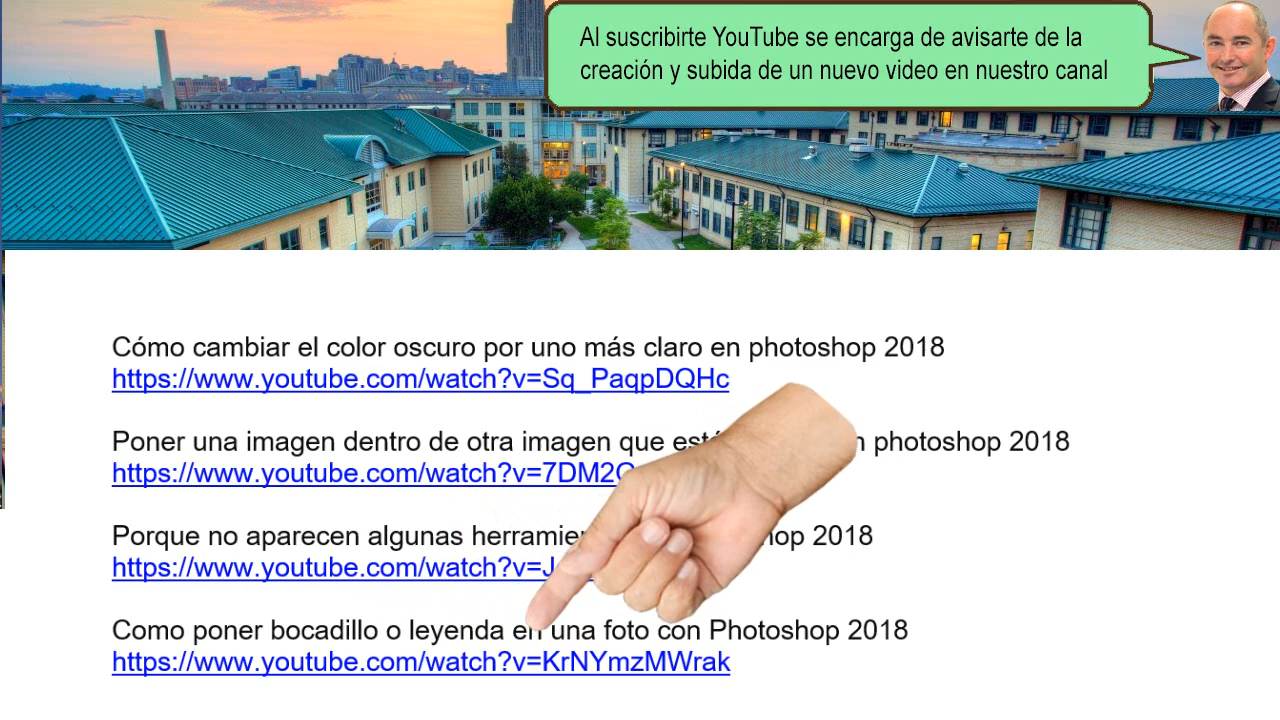 Al suscribirte YouTube se encarga de avisarte de la
creación y subida de un nuevo video en nuestro canal
Cómo cambiar el color oscuro por uno más claro en photoshop 2018
https://www.youtube.com/watch?v=Sq_PaqpDQHc
Poner una imagen dentro de otra imagen que photoshop 2018
https://www.youtube.com/watch?v=7DM2
Porque no aparecen algunas 2018
https://www.youtube.com/watch?v=
Como poner bocadillo o leyenda en una foto con Photoshop 2018
https://www.youtube.com/watch?v=KrNYmzMWrak